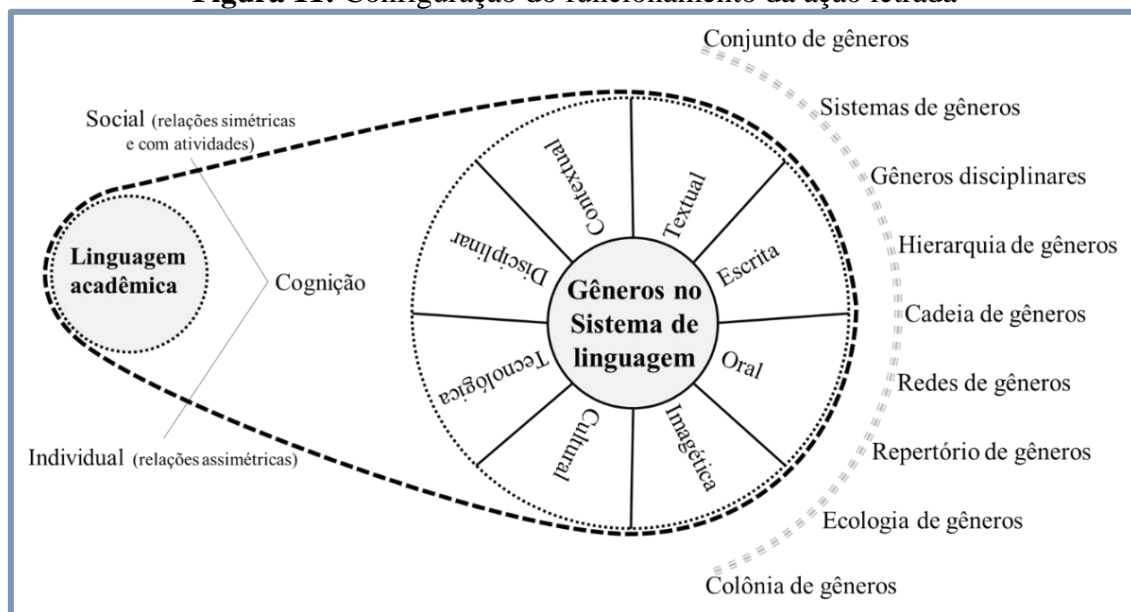 Figura 11: Configuração do funcionamento da ação letrada
Conjunto de gêneros
Social (relações simétricas
e com atividades)
Sistemas de gêneros
Contextual
Textual
Gêneros disciplinares
Disciplinar
Escrita
Hierarquia de gêneros
Linguagem
acadêmica
Cognição
Gêneros no
Sistema de
linguagem
Cadeia de gêneros
Tecnológica
Oral
Redes de gêneros
Cultural
Imagética
Individual (relações assimétricas)
Repertório de gêneros
Ecologia de gêneros
Colônia de gêneros